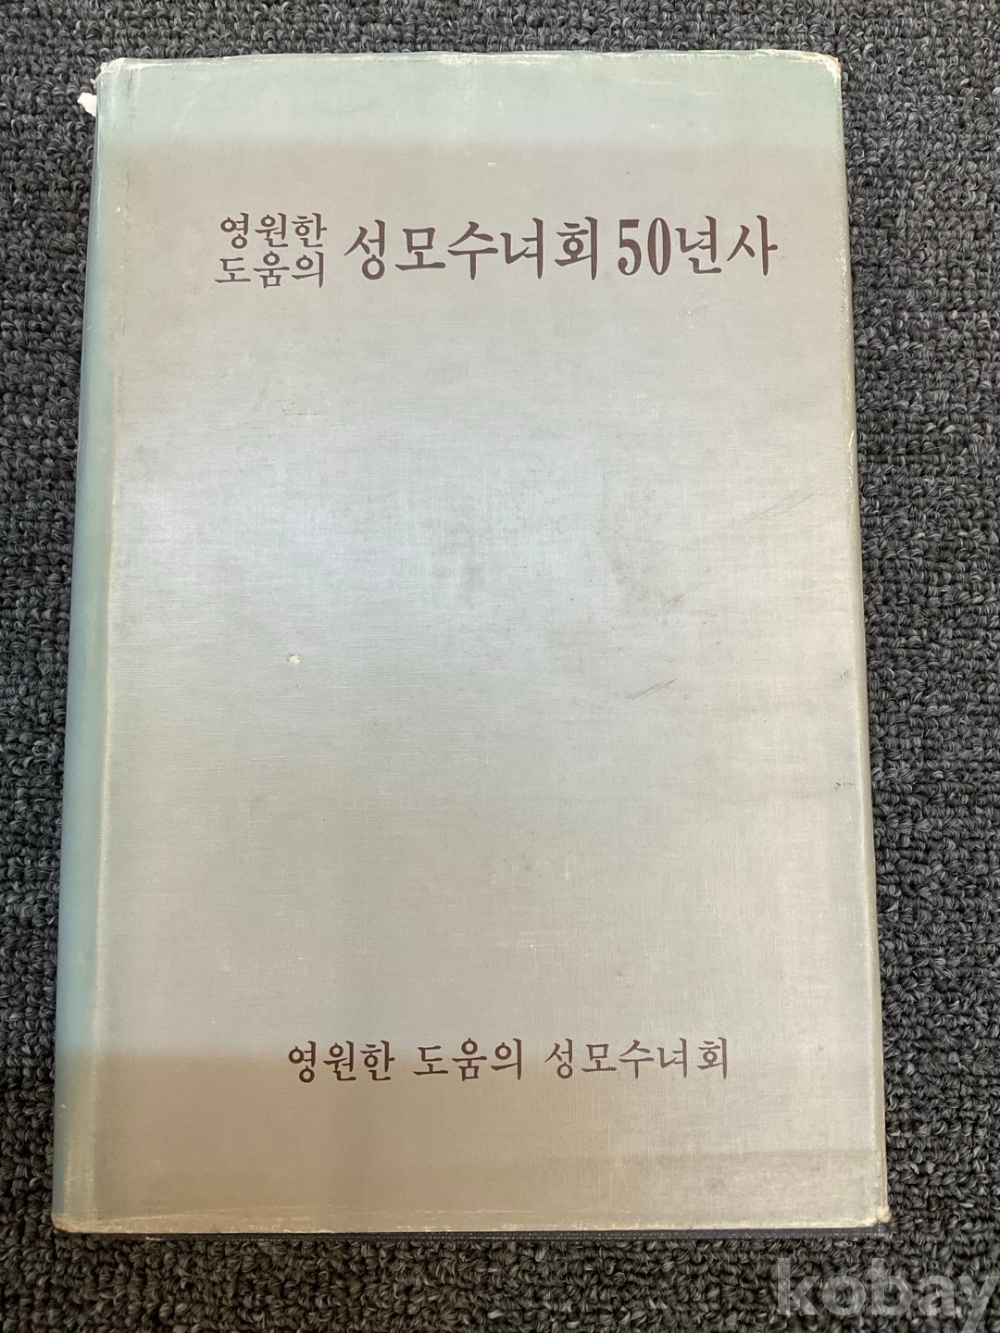 영원한
도움의 성모수녀회 50년사
영원한 도움의 성모수녀회
kobay